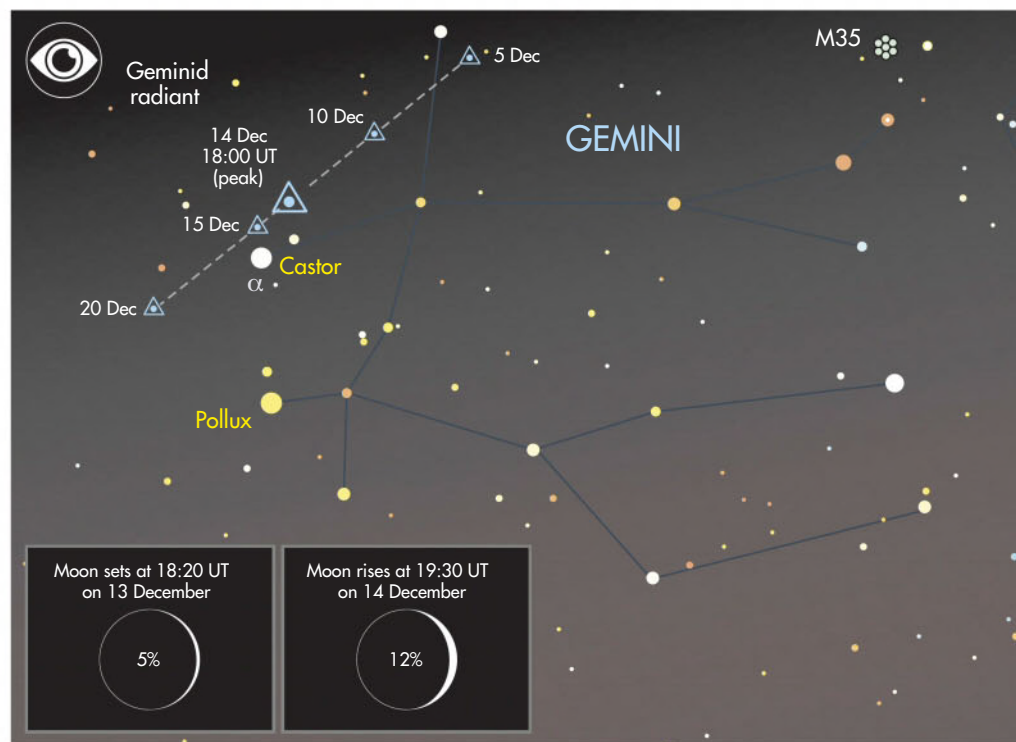 Geminid
radiant
5 Dec
M35
10 Dec
GEMINI
14 Dec
18:00 UT
(peak)
15 Dec
Castor
α
20 Dec
Pollux
Moon sets at 18:20 UT
on 13 December
5%
Moon rises at 19:30 UT
on 14 December
12%